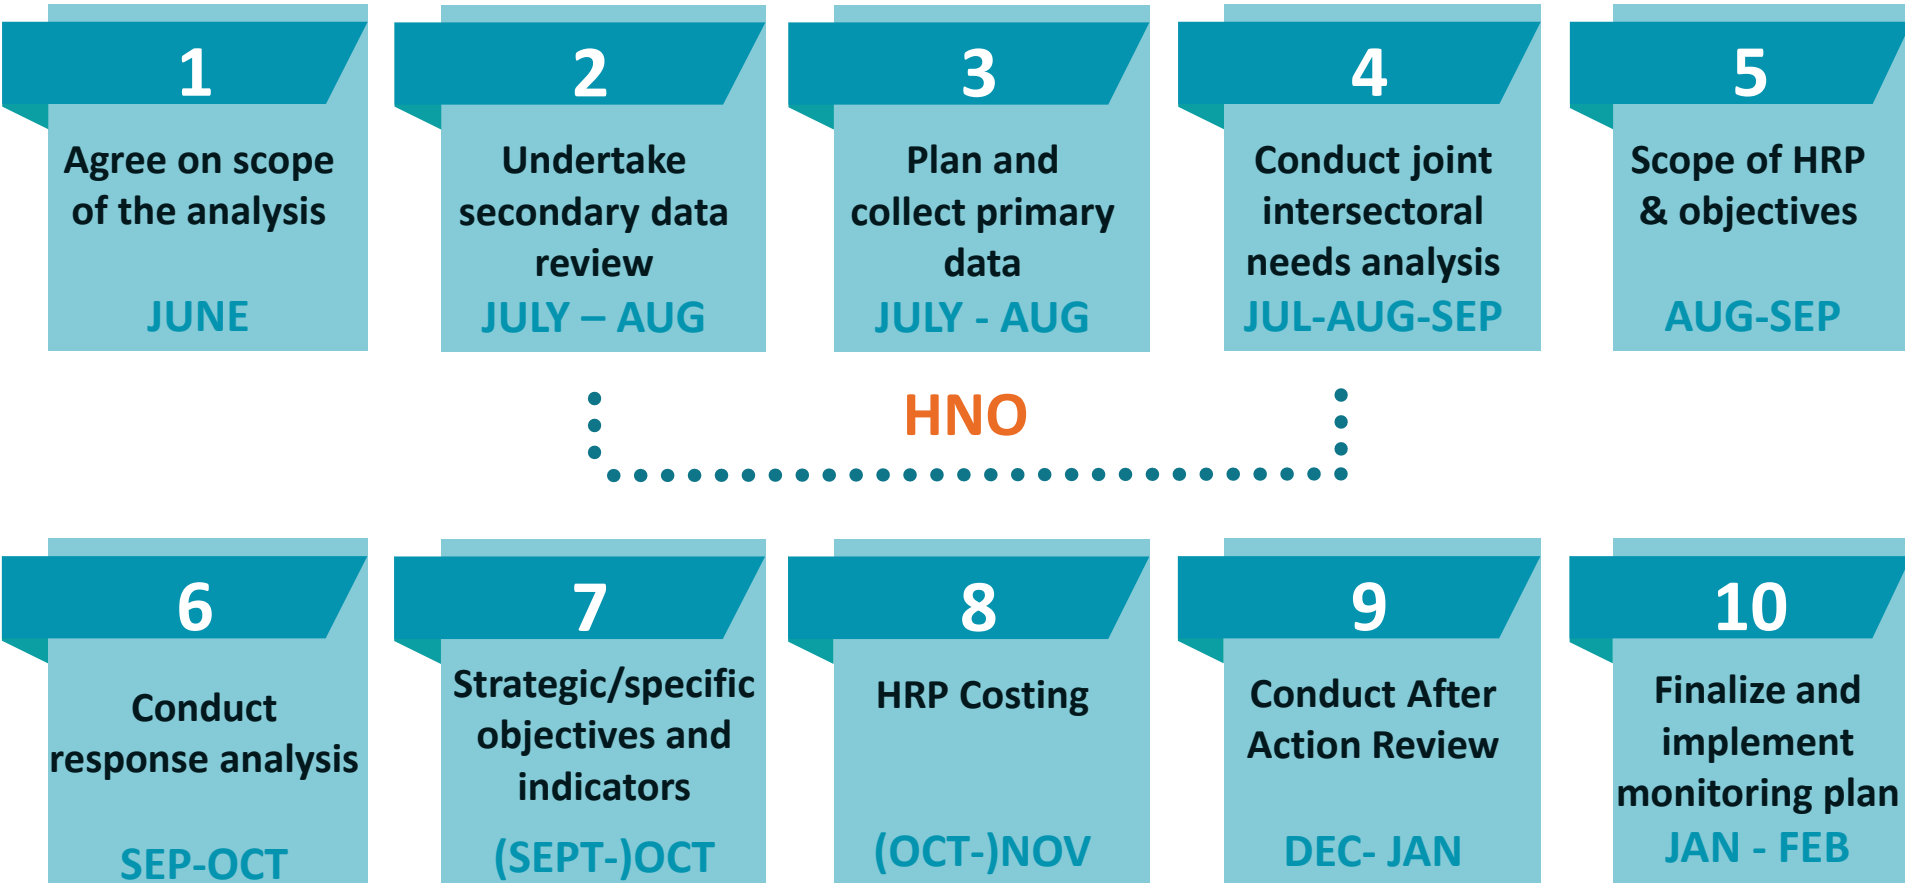 1
Agree on scope
of the analysis
JUNE
2
Undertake
secondary data
review
JULY – AUG
3
Plan and
collect primary
data
JULY - AUG
4
Conduct joint
intersectoral
needs analysis
JUL-AUG-SEP
5
Scope of HRP
& objectives
AUG-SEP
HNO
6
Conduct
response analysis
SEP-OCT
7
Strategic/specific
objectives and
indicators
(SEPT-)OCT
8
HRP Costing
(OCT-)NOV
9
Conduct After
Action Review
DEC- JAN
10
Finalize and
implement
monitoring plan
JAN - FEB